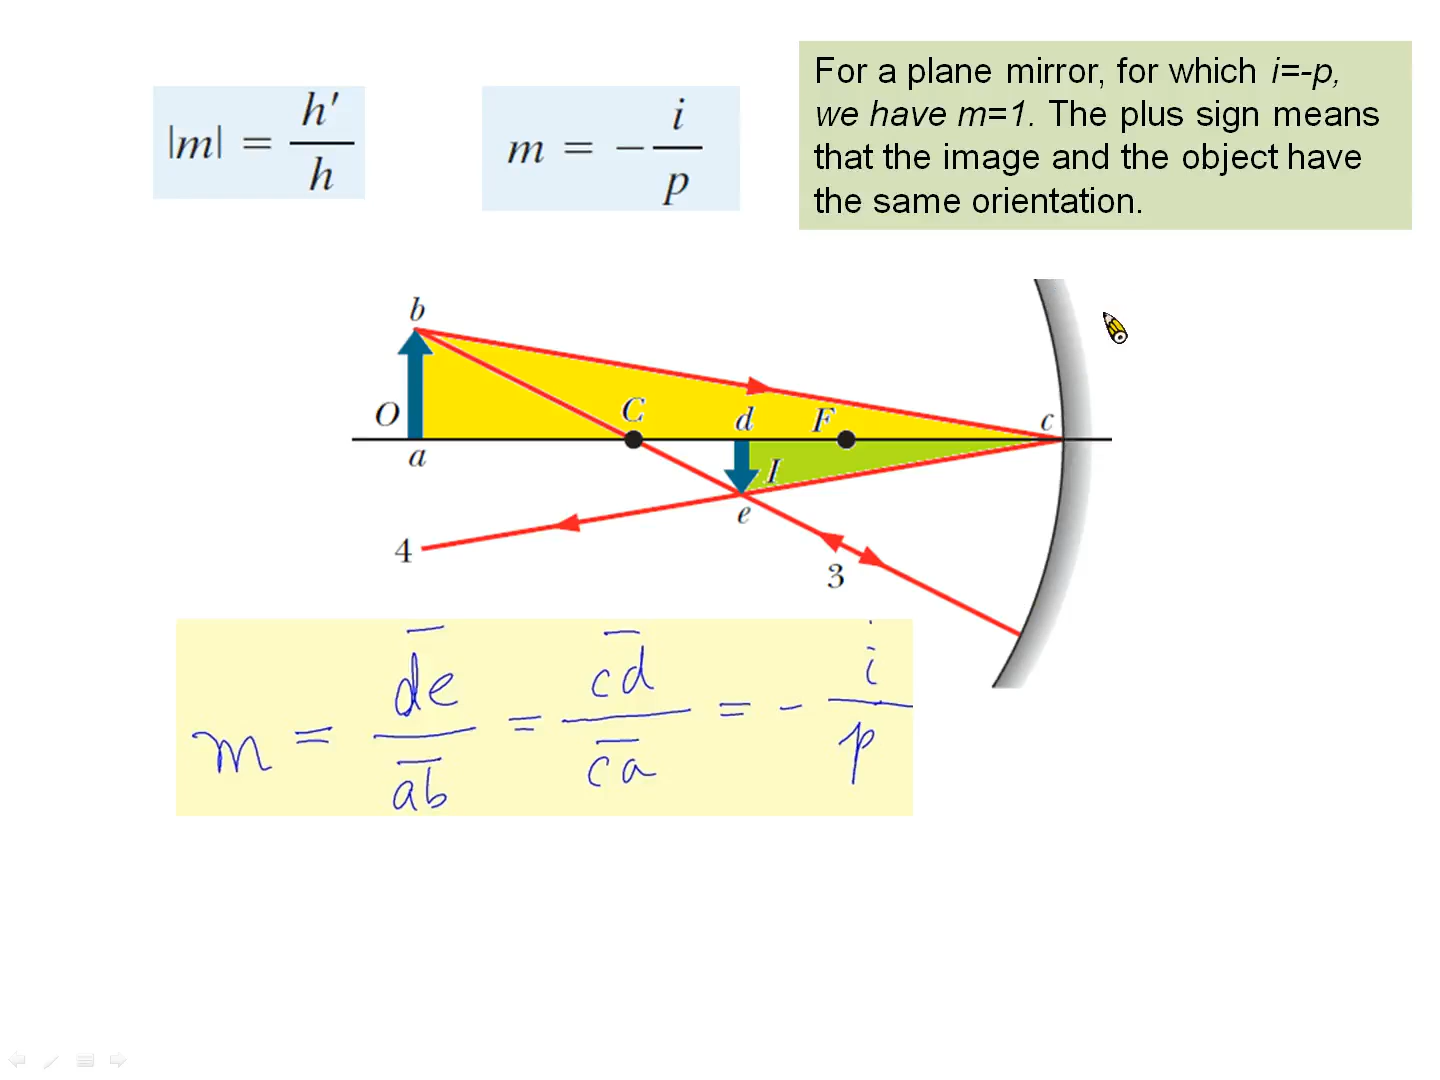 |m| = h′/h
m = − i/p
For a plane mirror, for which i=-p,
we have m=1. The plus sign means
that the image and the object have
the same orientation.
b
O
C
d
F
c
a
I
e
4
3
m = d̅e̅/a̅b̅ = c̅d̅/c̅a̅ = - i/p